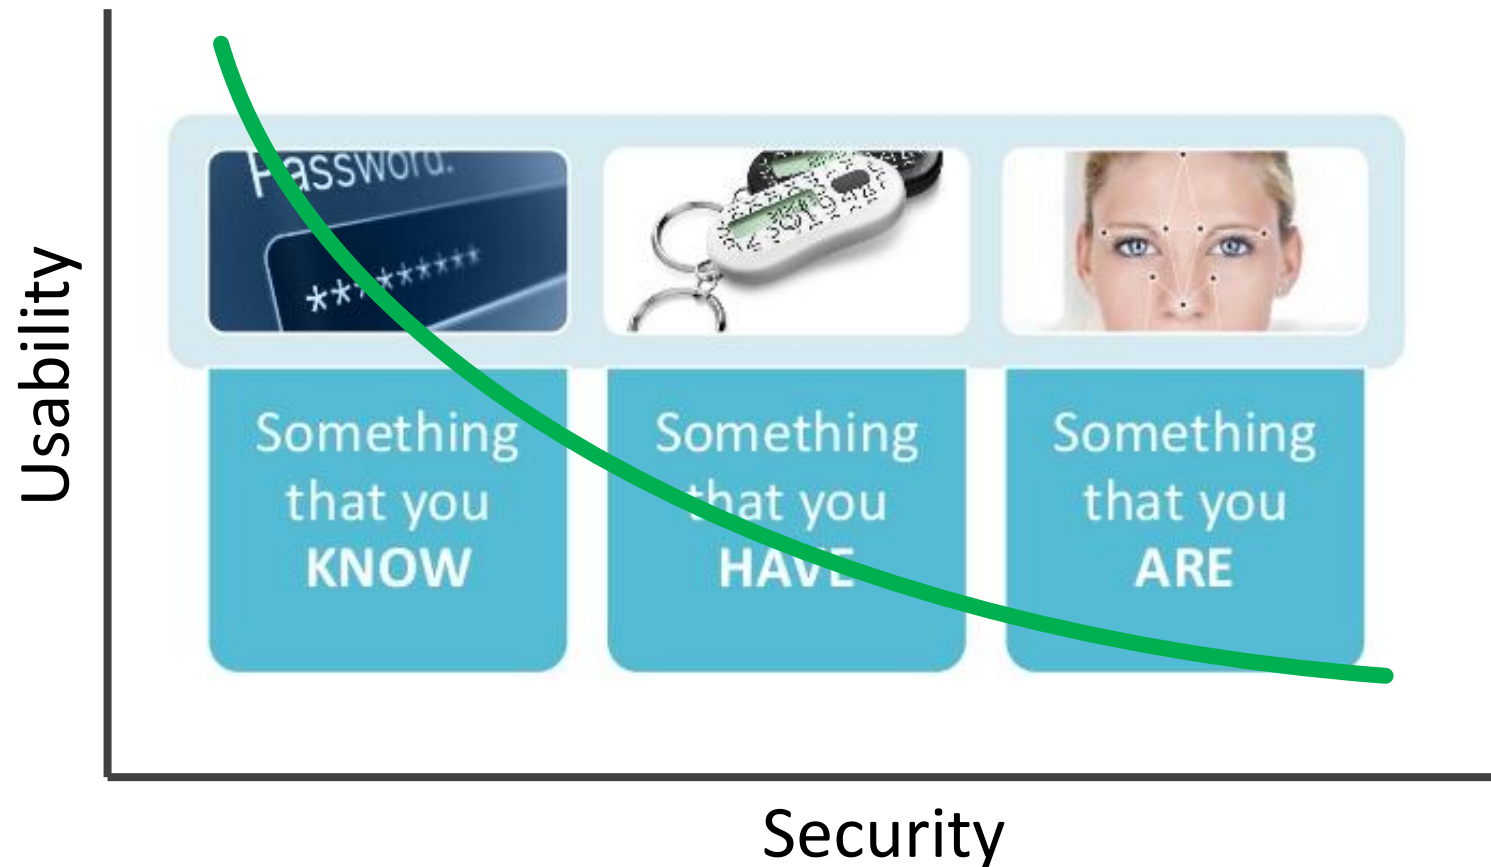 Usability
Password:
*********
Something
that you
KNOW
Something
that you
HAVE
Something
that you
ARE
Security